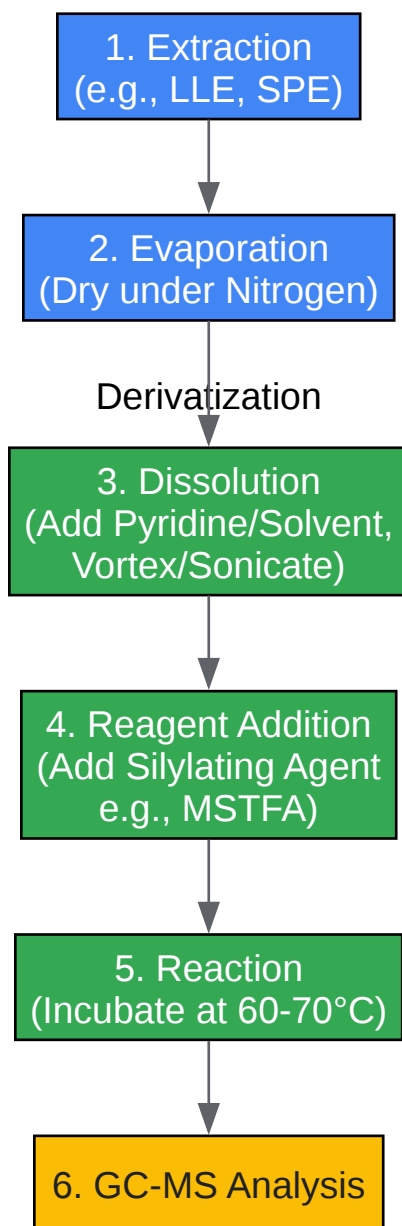 1. Extraction
(e.g., LLE, SPE)
2. Evaporation
(Dry under Nitrogen)
Derivatization
3. Dissolution
(Add Pyridine/Solvent,
Vortex/Sonicate)
4. Reagent Addition
(Add Silylating Agent
e.g., MSTFA)
5. Reaction
(Incubate at 60-70°C)
6. GC-MS Analysis